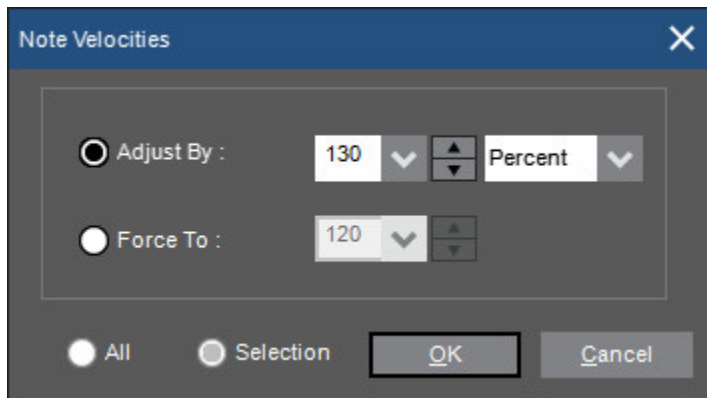 Note Velocities
Adjust By : 130 Percent
Force To : 120
All Selection OK Cancel